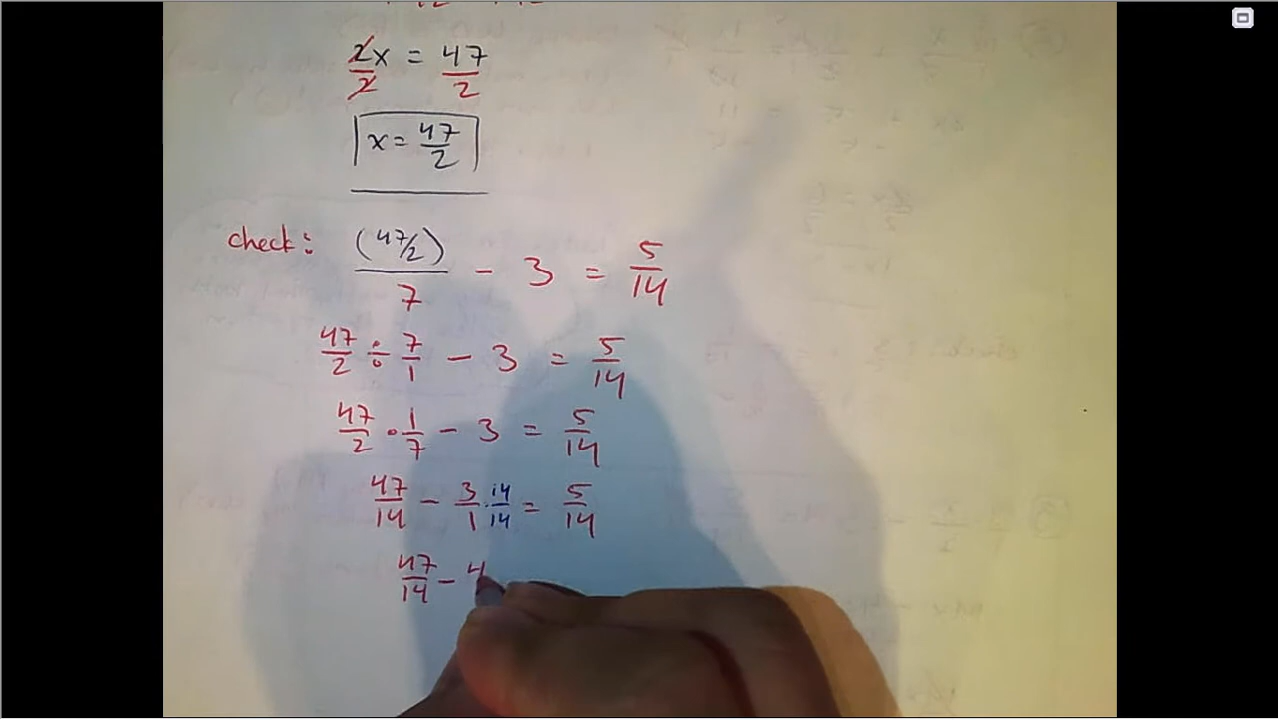 2x/2 = 47/2
x = 47/2
check: (47/2)/7 - 3 = 5/14
47/2 ÷ 7/1 - 3 = 5/14
47/2 • 1/7 - 3 = 5/14
47/14 - 3/1 · 14/14 = 5/14
47/14 - 4